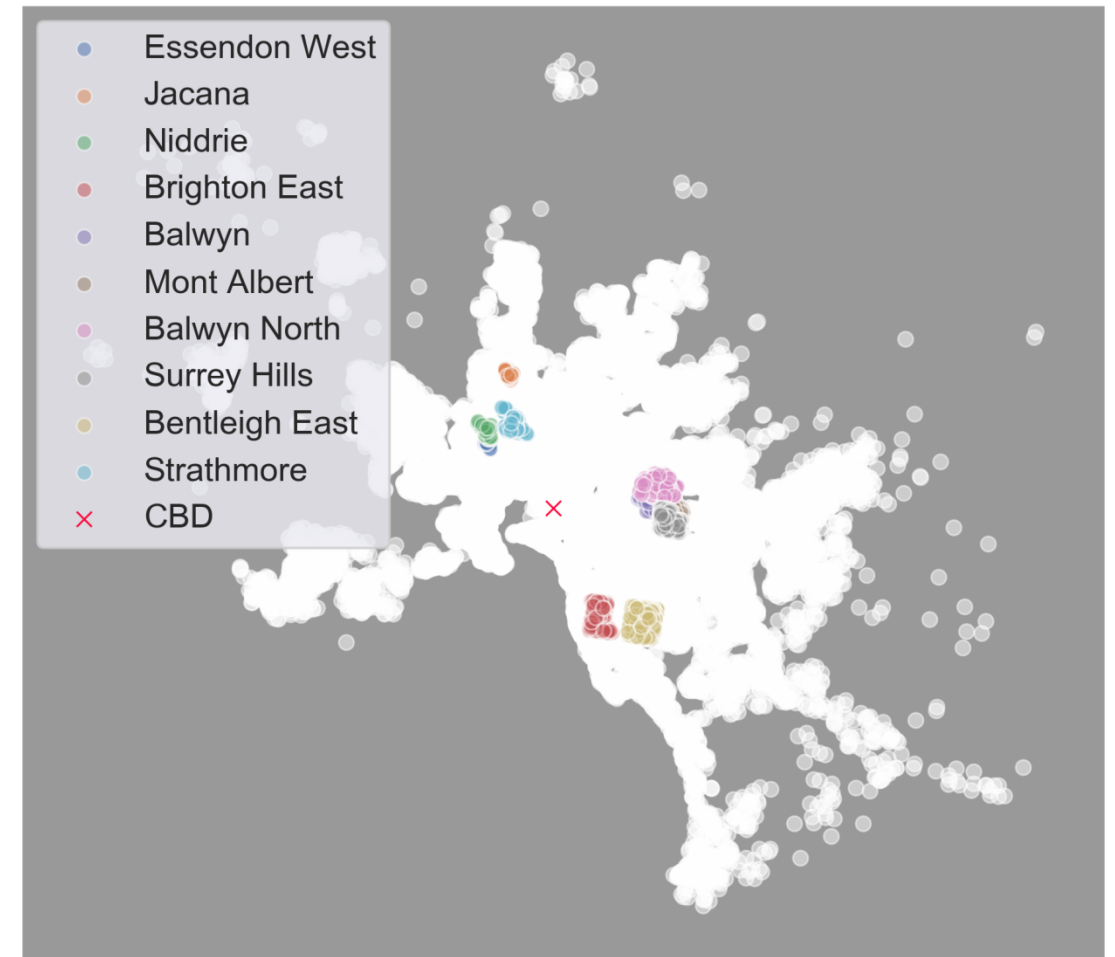 Essendon West
Jacana
Niddrie
Brighton East
Balwyn
Mont Albert
Balwyn North
Surrey Hills
Bentleigh East
Strathmore
CBD